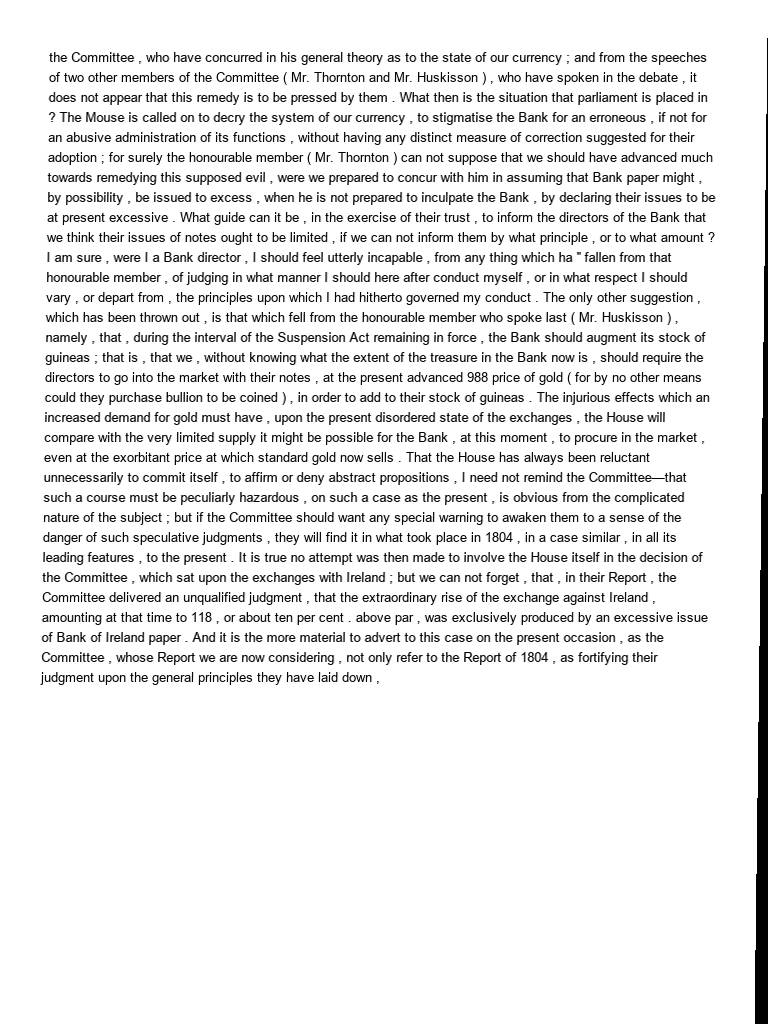 the Committee , who have concurred in his general theory as to the state of our currency ; and from the speeches
of two other members of the Committee ( Mr. Thornton and Mr. Huskisson ) , who have spoken in the debate , it
does not appear that this remedy is to be pressed by them . What then is the situation that parliament is placed in
? The Mouse is called on to decry the system of our currency , to stigmatise the Bank for an erroneous , if not for
an abusive administration of its functions , without having any distinct measure of correction suggested for their
adoption ; for surely the honourable member ( Mr. Thornton ) can not suppose that we should have advanced much
towards remedying this supposed evil , were we prepared to concur with him in assuming that Bank paper might ,
by possibility , be issued to excess , when he is not prepared to inculpate the Bank , by declaring their issues to be
at present excessive . What guide can it be , in the exercise of their trust , to inform the directors of the Bank that
we think their issues of notes ought to be limited , if we can not inform them by what principle , or to what amount ?
I am sure , were I a Bank director , I should feel utterly incapable , from any thing which ha " fallen from that
honourable member , of judging in what manner I should here after conduct myself , or in what respect I should
vary , or depart from , the principles upon which I had hitherto governed my conduct . The only other suggestion ,
which has been thrown out , is that which fell from the honourable member who spoke last ( Mr. Huskisson ) ,
namely , that , during the interval of the Suspension Act remaining in force , the Bank should augment its stock of
guineas ; that is , that we , without knowing what the extent of the treasure in the Bank now is , should require the
directors to go into the market with their notes , at the present advanced 988 price of gold ( for by no other means
could they purchase bullion to be coined ) , in order to add to their stock of guineas . The injurious effects which an
increased demand for gold must have , upon the present disordered state of the exchanges , the House will
compare with the very limited supply it might be possible for the Bank , at this moment , to procure in the market ,
even at the exorbitant price at which standard gold now sells . That the House has always been reluctant
unnecessarily to commit itself , to affirm or deny abstract propositions , I need not remind the Committee—that
such a course must be peculiarly hazardous , on such a case as the present , is obvious from the complicated
nature of the subject ; but if the Committee should want any special warning to awaken them to a sense of the
danger of such speculative judgments , they will find it in what took place in 1804 , in a case similar , in all its
leading features , to the present . It is true no attempt was then made to involve the House itself in the decision of
the Committee , which sat upon the exchanges with Ireland ; but we can not forget , that , in their Report , the
Committee delivered an unqualified judgment , that the extraordinary rise of the exchange against Ireland ,
amounting at that time to 118 , or about ten per cent . above par , was exclusively produced by an excessive issue
of Bank of Ireland paper . And it is the more material to advert to this case on the present occasion , as the
Committee , whose Report we are now considering , not only refer to the Report of 1804 , as fortifying their
judgment upon the general principles they have laid down ,